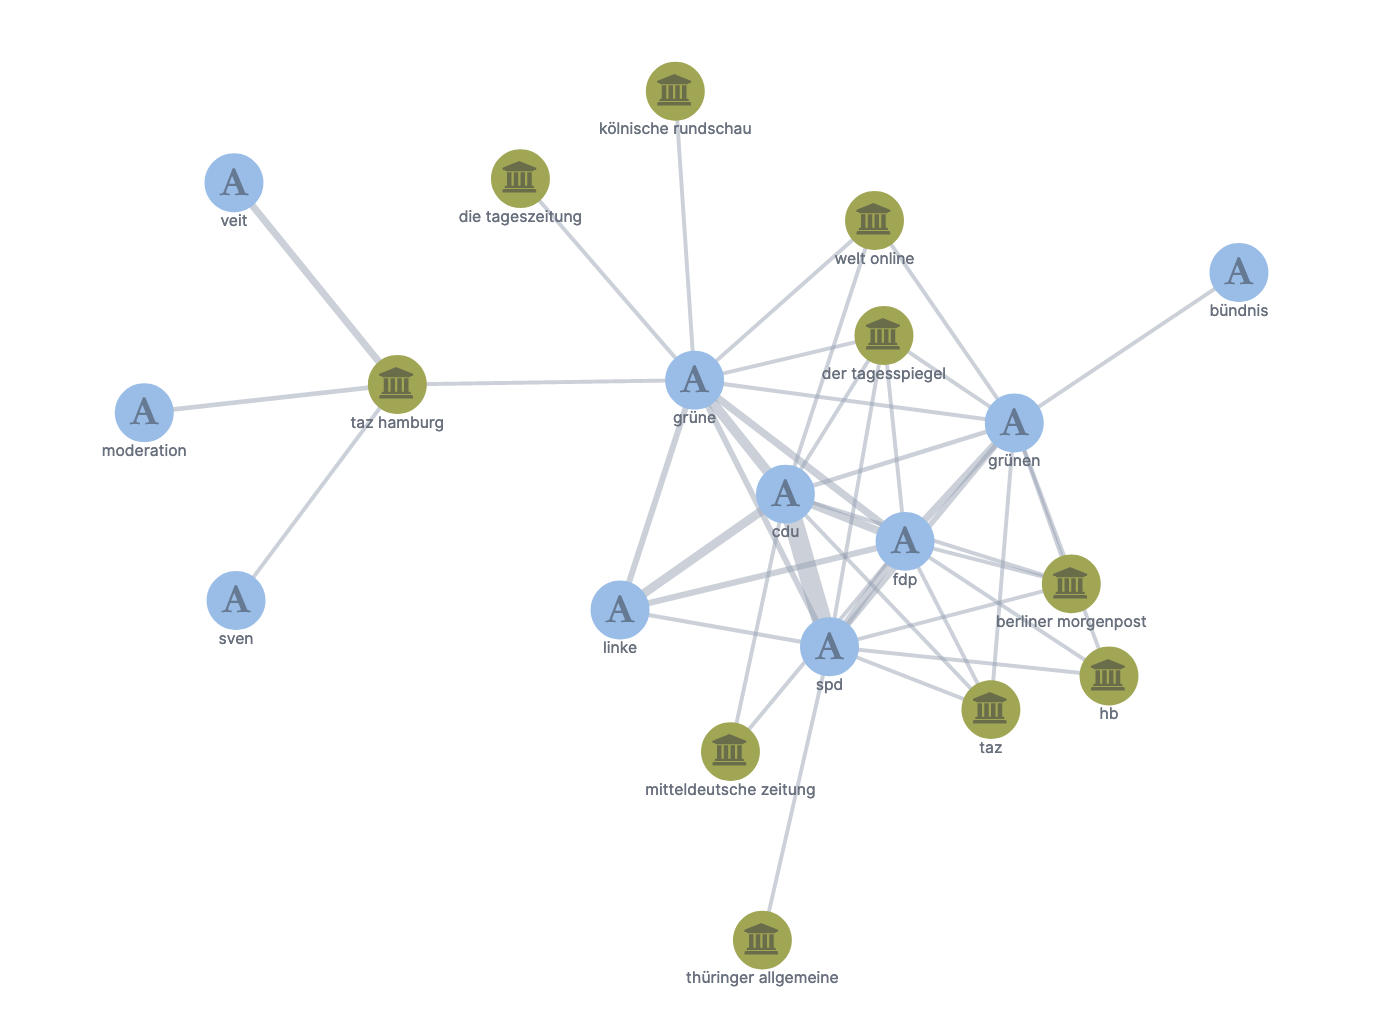 kölnische rundschau
die tageszeitung
veit
welt online
bündnis
der tagesspiegel
grüne
taz hamburg
moderation
grünen
cdu
fdp
berliner morgenpost
sven
linke
spd
hb
taz
mitteldeutsche zeitung
thüringer allgemeine